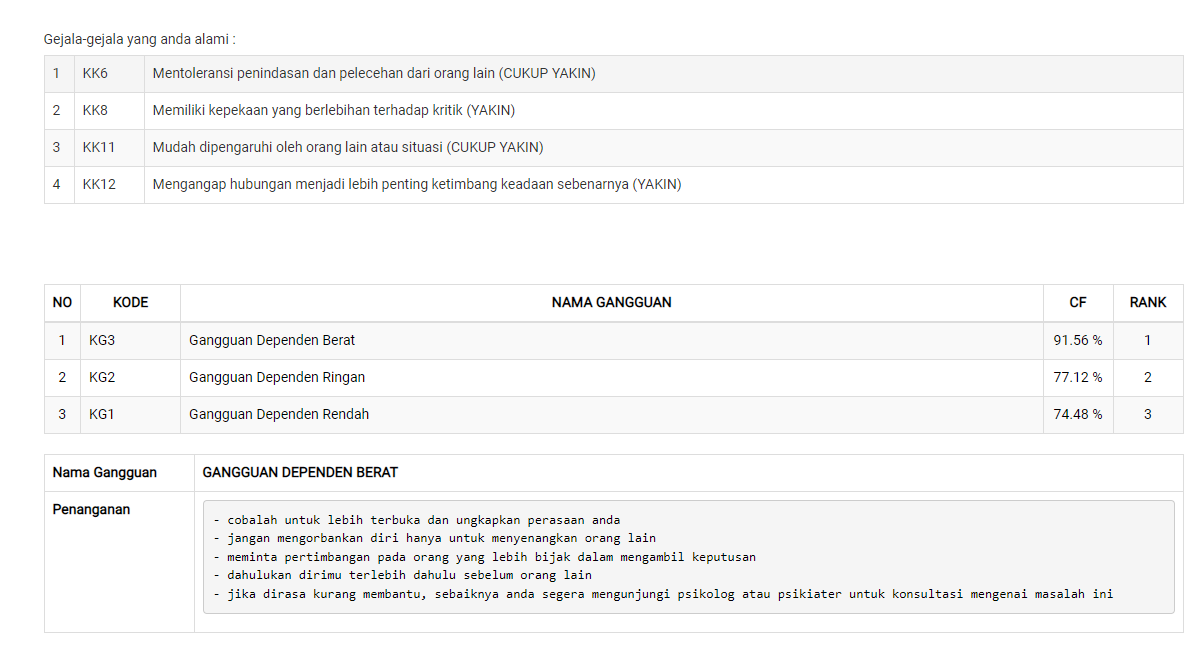 Gejala-gejala yang anda alami :
1 KK6 Mentoleransi penindasan dan pelecehan dari orang lain (CUKUP YAKIN)
2 KK8 Memiliki kepekaan yang berlebihan terhadap kritik (YAKIN)
3 KK11 Mudah dipengaruhi oleh orang lain atau situasi (CUKUP YAKIN)
4 KK12 Mengangap hubungan menjadi lebih penting ketimbang keadaan sebenarnya (YAKIN)
NO KODE NAMA GANGGUAN CF RANK
1 KG3 Gangguan Dependen Berat 91.56 % 1
2 KG2 Gangguan Dependen Ringan 77.12 % 2
3 KG1 Gangguan Dependen Rendah 74.48 % 3
Nama Gangguan GANGGUAN DEPENDEN BERAT
Penanganan
- cobalah untuk lebih terbuka dan ungkapkan perasaan anda
- jangan mengorbankan diri hanya untuk menyenangkan orang lain
- meminta pertimbangan pada orang yang lebih bijak dalam mengambil keputusan
- dahulukan dirimu terlebih dahulu sebelum orang lain
- jika dirasa kurang membantu, sebaiknya anda segera mengunjungi psikolog atau psikiater untuk konsultasi mengenai masalah ini